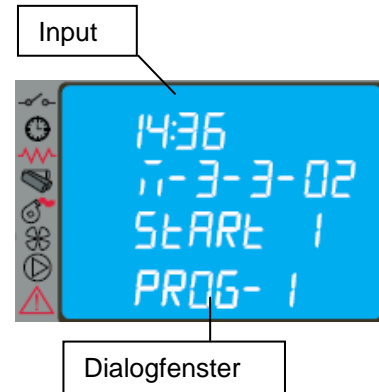 Input
14:36
n-3-3-02
StARt 1
PROG-1
Dialogfenster